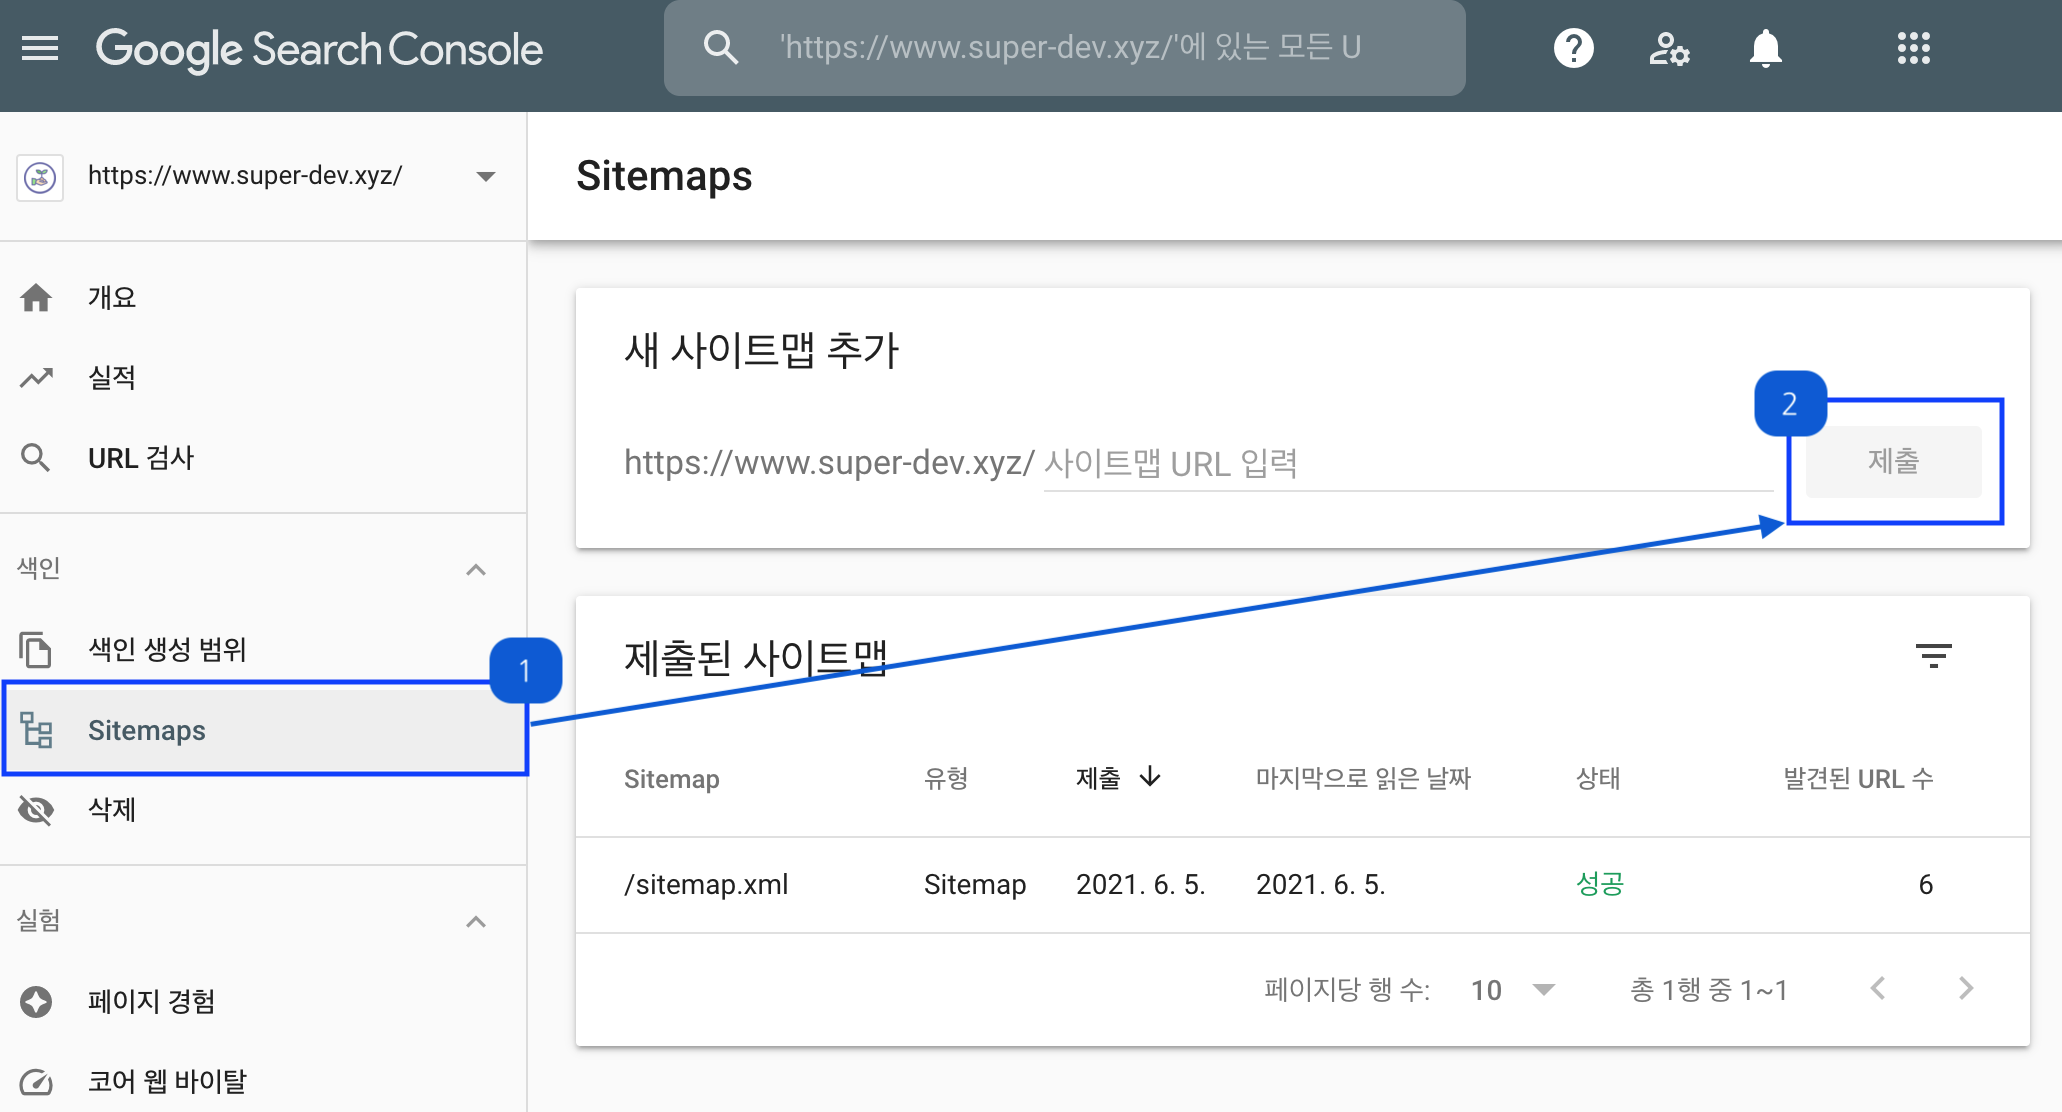 Google Search Console
'https://www.super-dev.xyz/'에 있는 모든 U
https://www.super-dev.xyz/
개요
실적
URL 검사
색인
색인 생성 범위
1
Sitemaps
삭제
실험
페이지 경험
코어 웹 바이탈
Sitemaps
새 사이트맵 추가
2
https://www.super-dev.xyz/ 사이트맵 URL 입력 제출
제출된 사이트맵
Sitemap 유형 제출 마지막으로 읽은 날짜 상태 발견된 URL 수
/sitemap.xml Sitemap 2021. 6. 5. 2021. 6. 5. 성공 6
페이지당 행 수: 10 총 1행 중 1~1